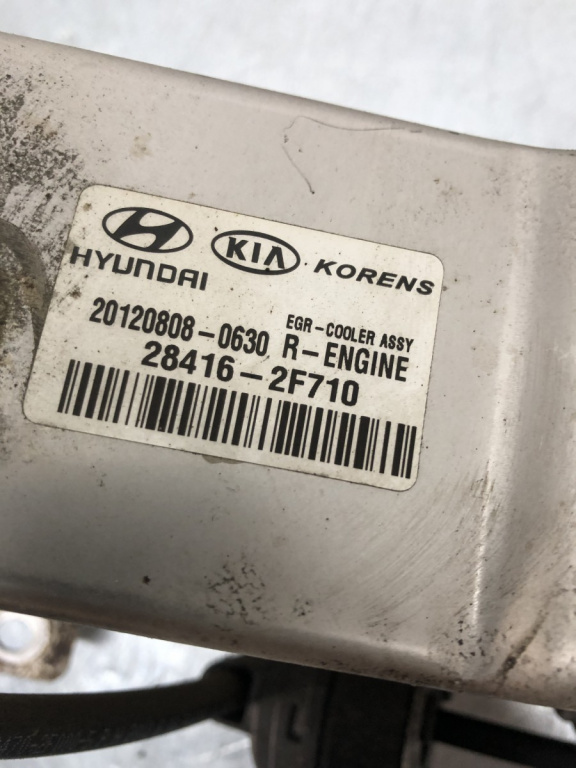 HYUNDAI KIA KORENS
20120808-0630 EGR-COOLER ASSY
R-ENGINE
28416-2F710
L